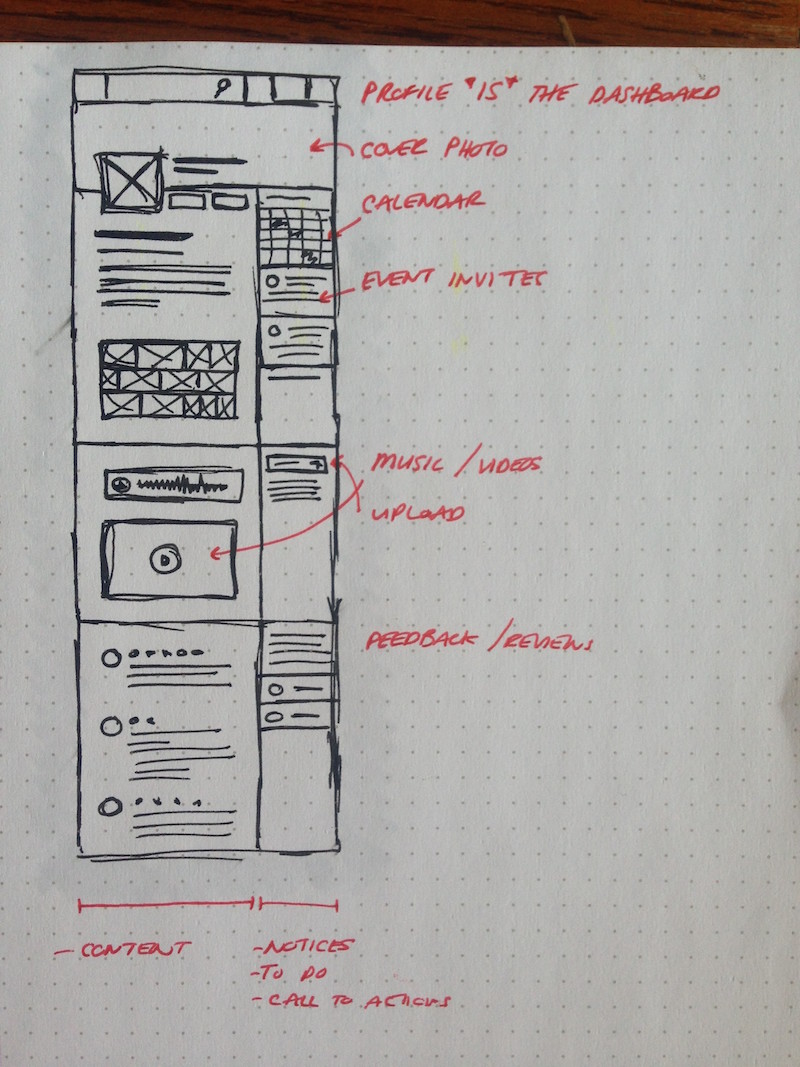 PROFILE *IS* THE DASHBOARD
COVER PHOTO
CALENDAR
EVENT INVITES
MUSIC / VIDEOS
UPLOAD
FEEDBACK / REVIEWS
- CONTENT
- NOTICES
- TO DO
- CALL TO ACTIONS